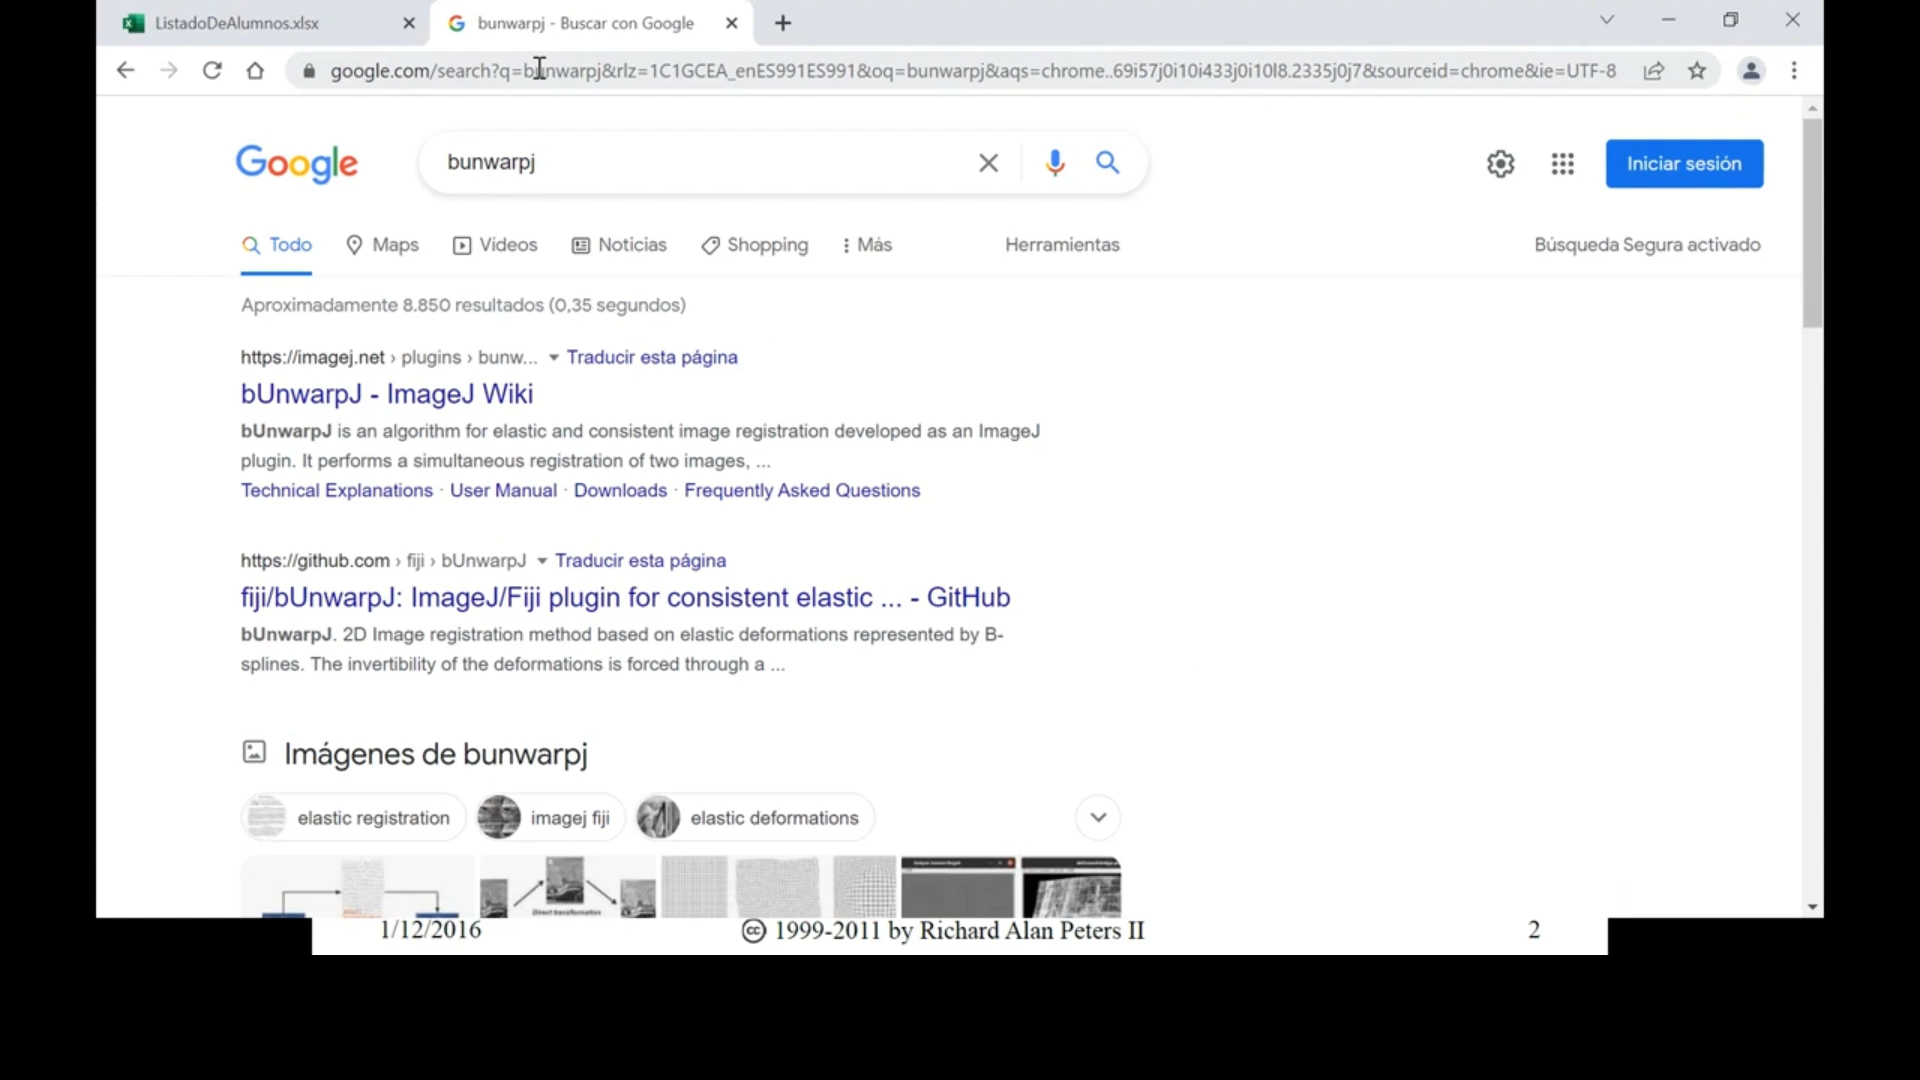 ListadoDeAlumnos.xlsx
bunwarpj - Buscar con Google
google.com/search?q=bunwarpj&rlz=1C1GCEA_enES991ES991&oq=bunwarpj&aqs=chrome..69i57j0i10i433j0i10l8.2335j0j7&sourceid=chrome&ie=UTF-8
Google
bunwarpj
Iniciar sesión
Todo
Maps
Vídeos
Noticias
Shopping
Más
Herramientas
Búsqueda Segura activado
Aproximadamente 8.850 resultados (0,35 segundos)
https://imagej.net › plugins › bunw... Traducir esta página
bUnwarpJ - ImageJ Wiki
bUnwarpJ is an algorithm for elastic and consistent image registration developed as an ImageJ
plugin. It performs a simultaneous registration of two images, ...
Technical Explanations · User Manual · Downloads · Frequently Asked Questions
https://github.com › fiji › bUnwarpJ Traducir esta página
fiji/bUnwarpJ: ImageJ/Fiji plugin for consistent elastic ... - GitHub
bUnwarpJ. 2D Image registration method based on elastic deformations represented by B-
splines. The invertibility of the deformations is forced through a ...
Imágenes de bunwarpj
elastic registration
imagej fiji
elastic deformations
Direct transformation
1/12/2016
cc 1999-2011 by Richard Alan Peters II
2